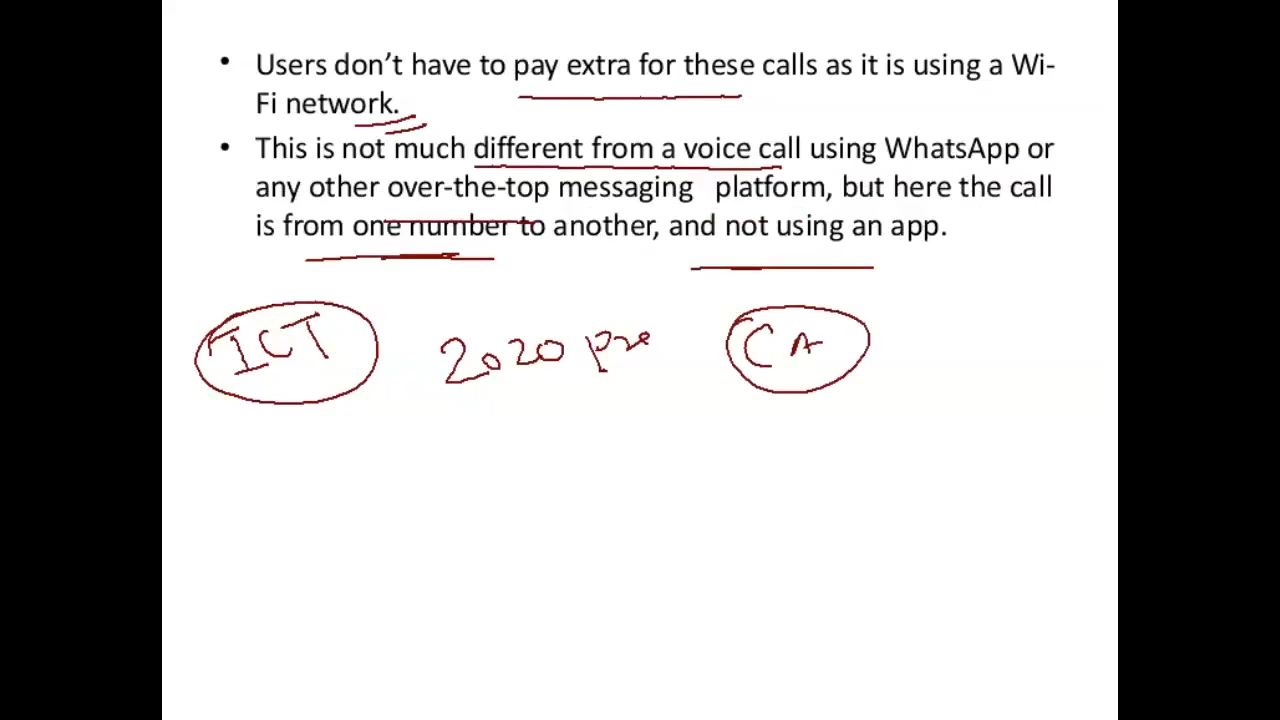 • Users don’t have to pay extra for these calls as it is using a Wi-
Fi network.
• This is not much different from a voice call using WhatsApp or
any other over-the-top messaging platform, but here the call
is from one number to another, and not using an app.
ICT 2020 pre CA